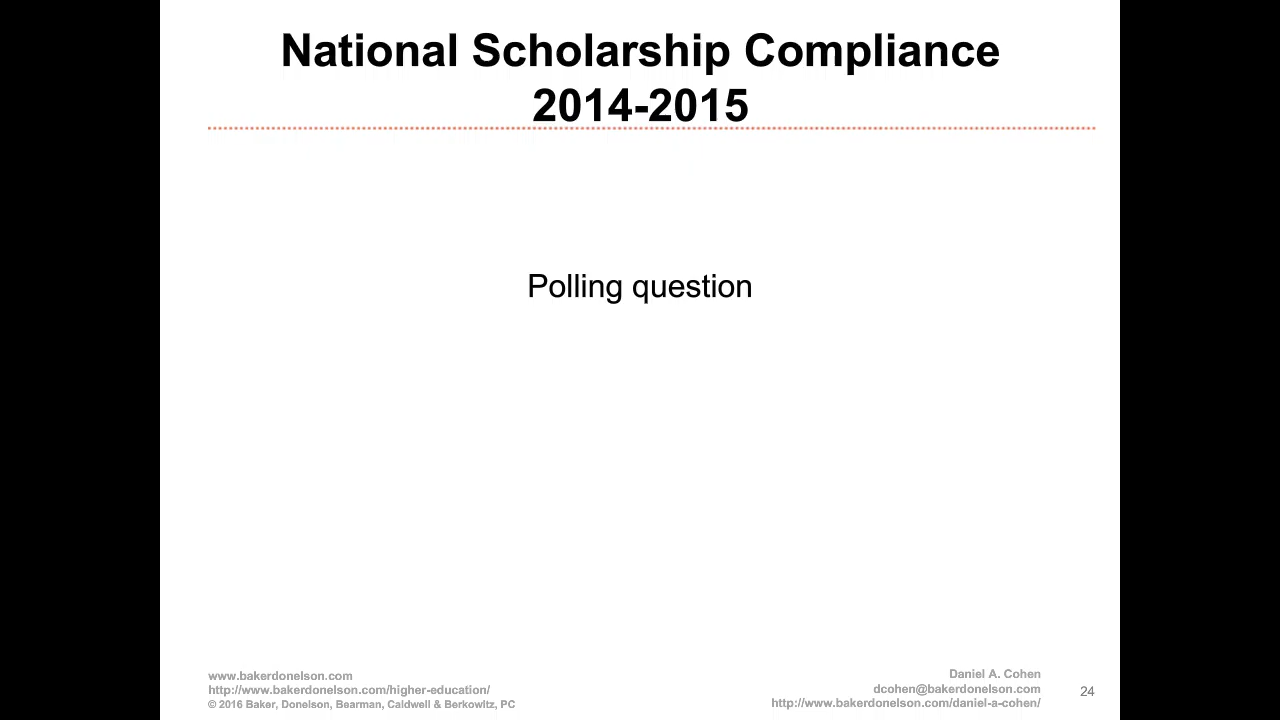 National Scholarship Compliance
2014-2015
Polling question
www.bakerdonelson.com
http://www.bakerdonelson.com/higher-education/
© 2016 Baker, Donelson, Bearman, Caldwell & Berkowitz, PC
Daniel A. Cohen
dcohen@bakerdonelson.com
http://www.bakerdonelson.com/daniel-a-cohen/
24